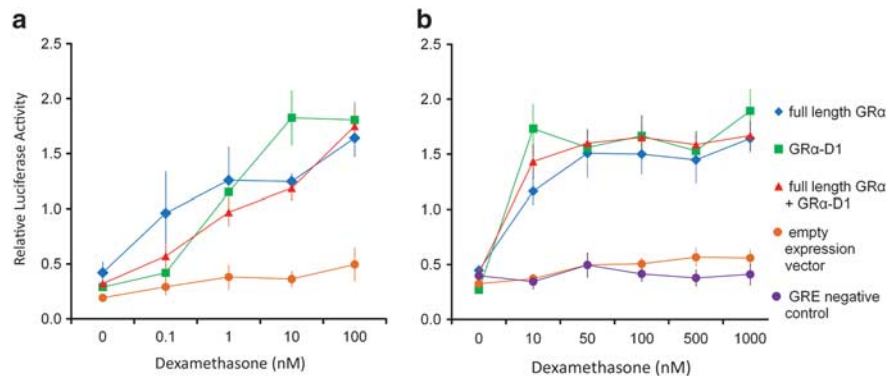 a
b
Relative Luciferase Activity
2.5
2.0
1.5
1.0
0.5
0.0
0 0.1 1 10 100
Dexamethasone (nM)
2.5
2.0
1.5
1.0
0.5
0.0
0 10 50 100 500 1000
Dexamethasone (nM)
full length GRα
GRα-D1
full length GRα
+ GRα-D1
empty
expression
vector
GRE negative
control